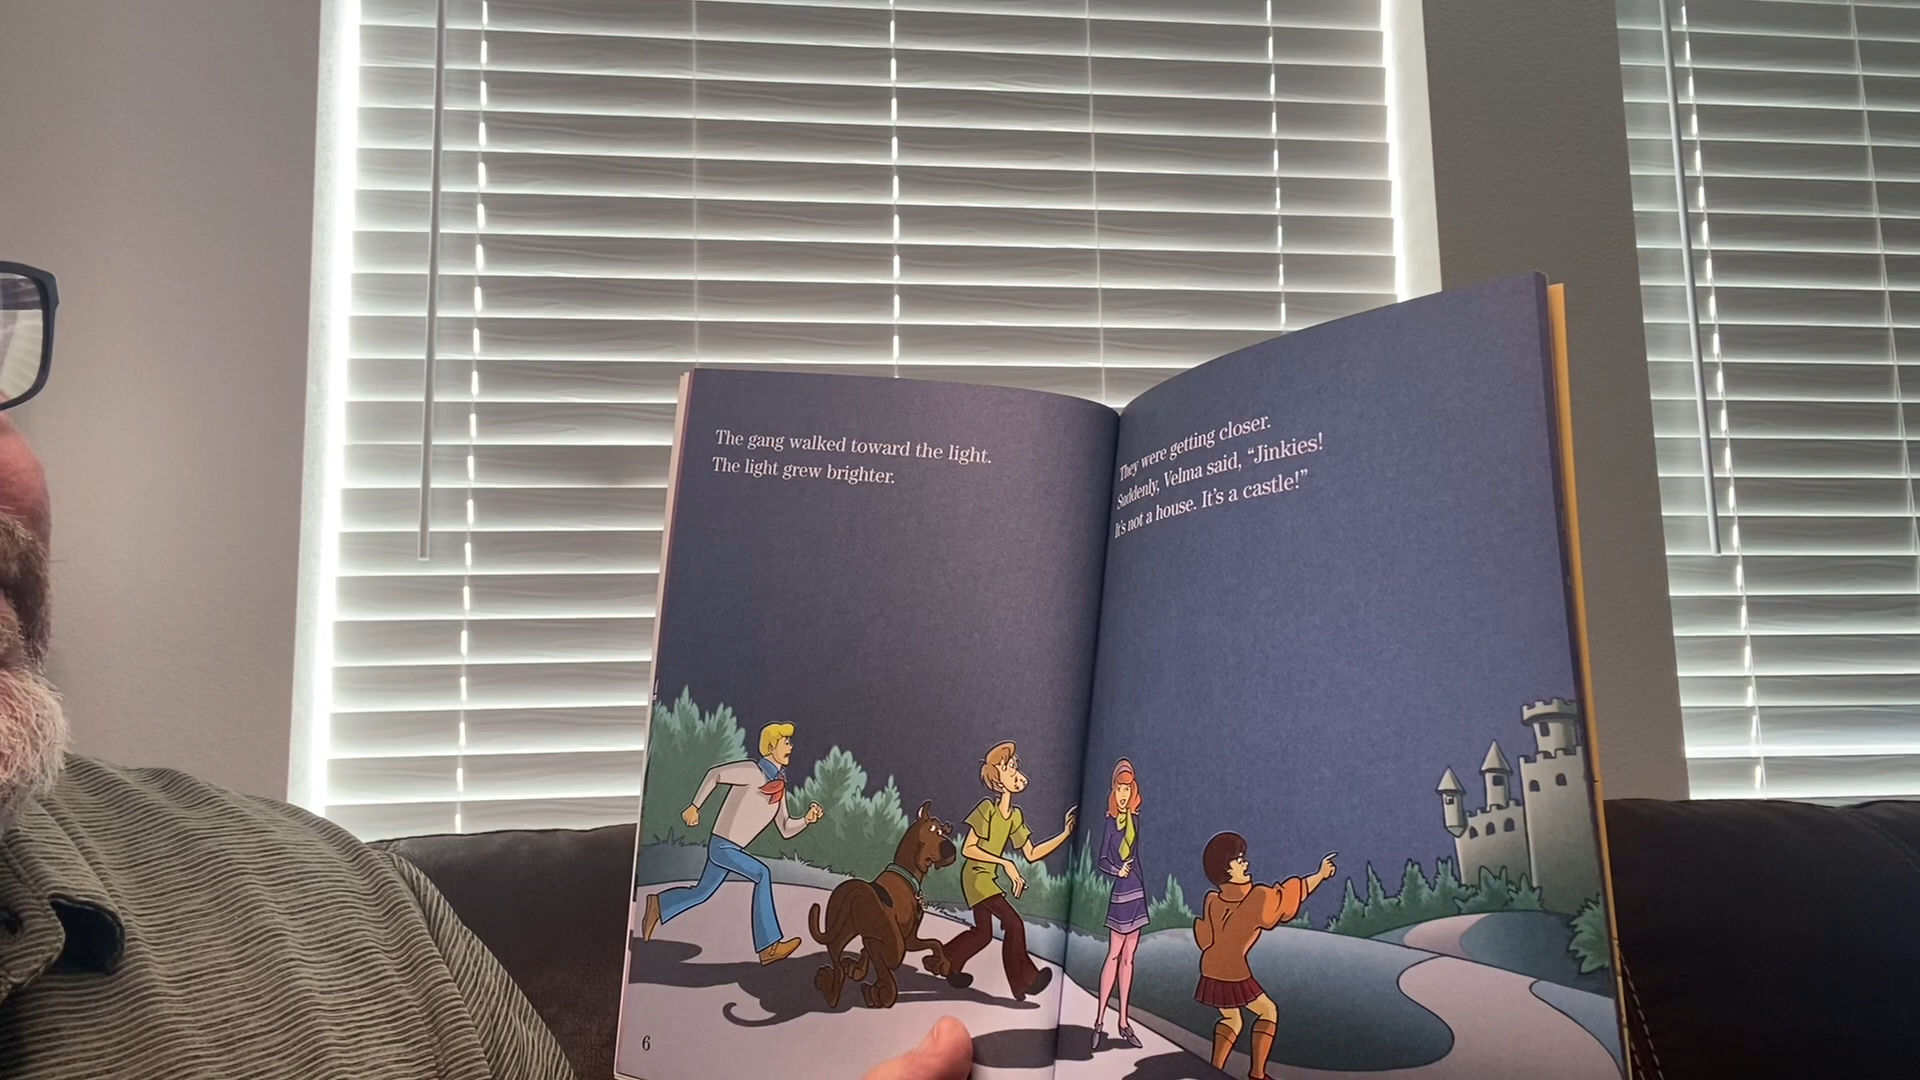 The gang walked toward the light.
The light grew brighter.
They were getting closer.
Suddenly, Velma said, “Jinkies!
It’s not a house. It’s a castle!”
6